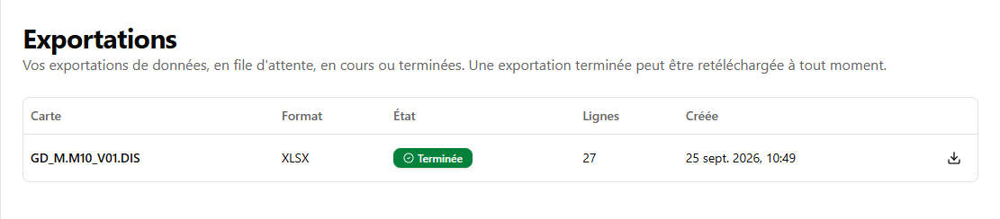 Exportations
Vos exportations de données, en file d'attente, en cours ou terminées. Une exportation terminée peut être retéléchargée à tout moment.
Carte Format État Lignes Créée
GD_M.M10_V01.DIS XLSX Terminée 27 25 sept. 2026, 10:49